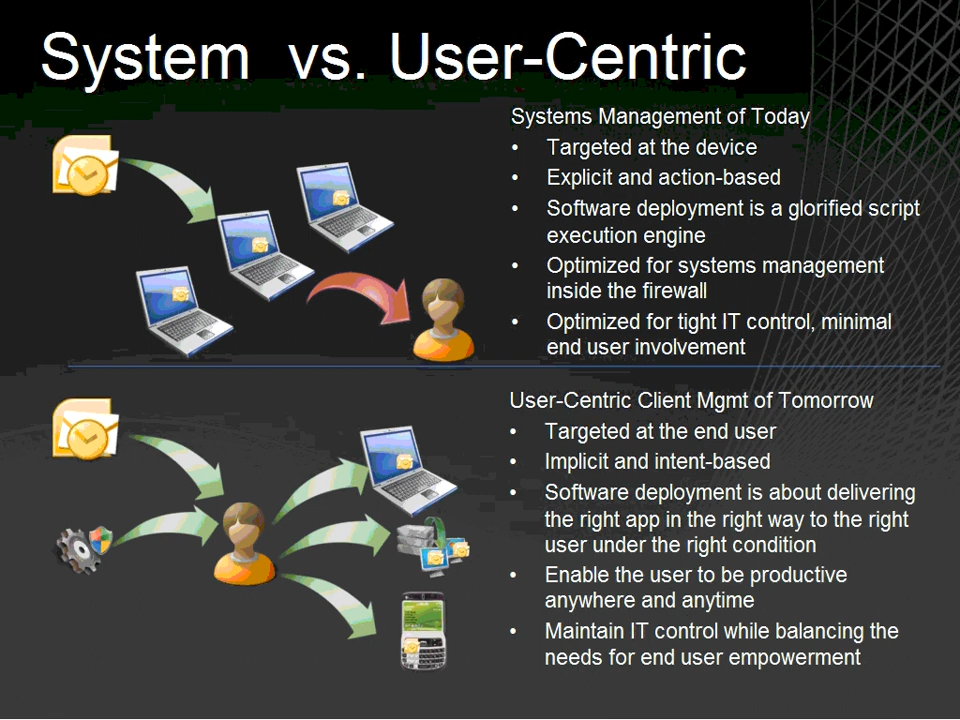 System vs. User-Centric
Systems Management of Today
• Targeted at the device
• Explicit and action-based
• Software deployment is a glorified script
execution engine
• Optimized for systems management
inside the firewall
• Optimized for tight IT control, minimal
end user involvement
User-Centric Client Mgmt of Tomorrow
• Targeted at the end user
• Implicit and intent-based
• Software deployment is about delivering
the right app in the right way to the right
user under the right condition
• Enable the user to be productive
anywhere and anytime
• Maintain IT control while balancing the
needs for end user empowerment